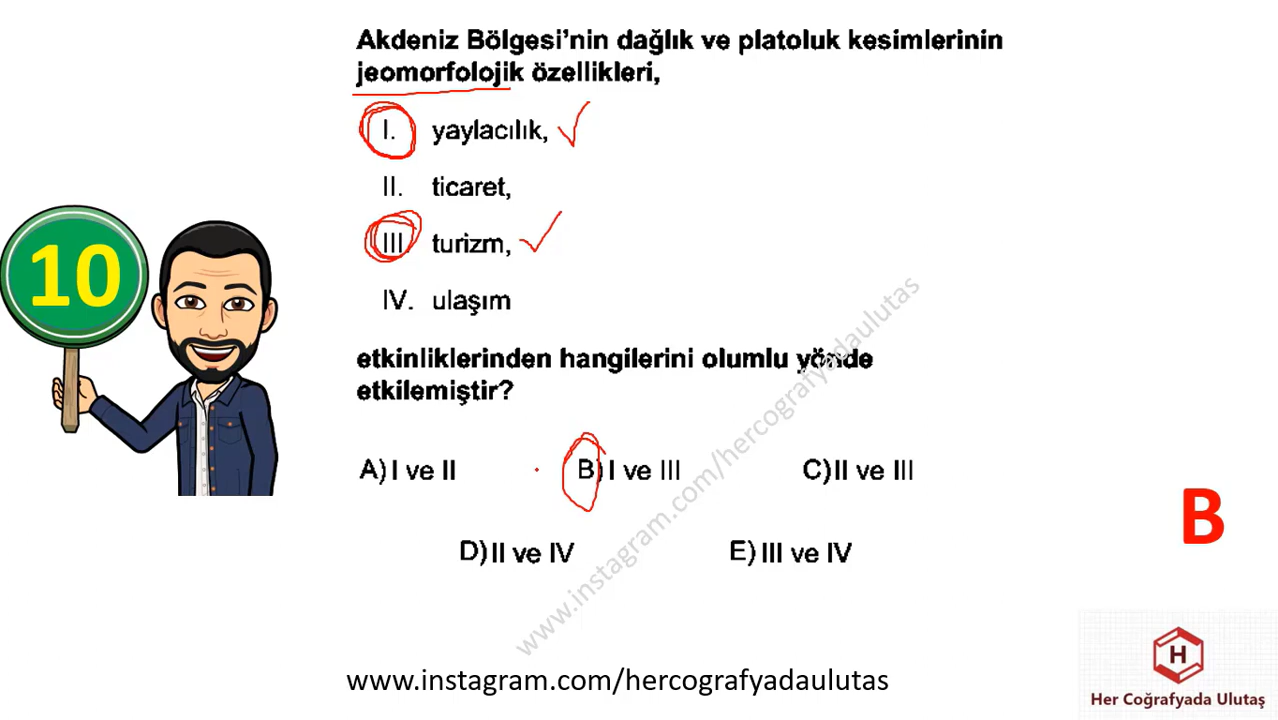 Akdeniz Bölgesi’nin dağlık ve platoluk kesimlerinin
jeomorfolojik özellikleri,
I. yaylacılık,
II. ticaret,
III. turizm,
IV. ulaşım
etkinliklerinden hangilerini olumlu yönde
etkilemiştir?
A) I ve II B) I ve III C) II ve III
D) II ve IV E) III ve IV
10
B
www.instagram.com/hercografyadaulutas
www.instagram.com/hercografyadaulutas
H
Her Coğrafyada Ulutaş